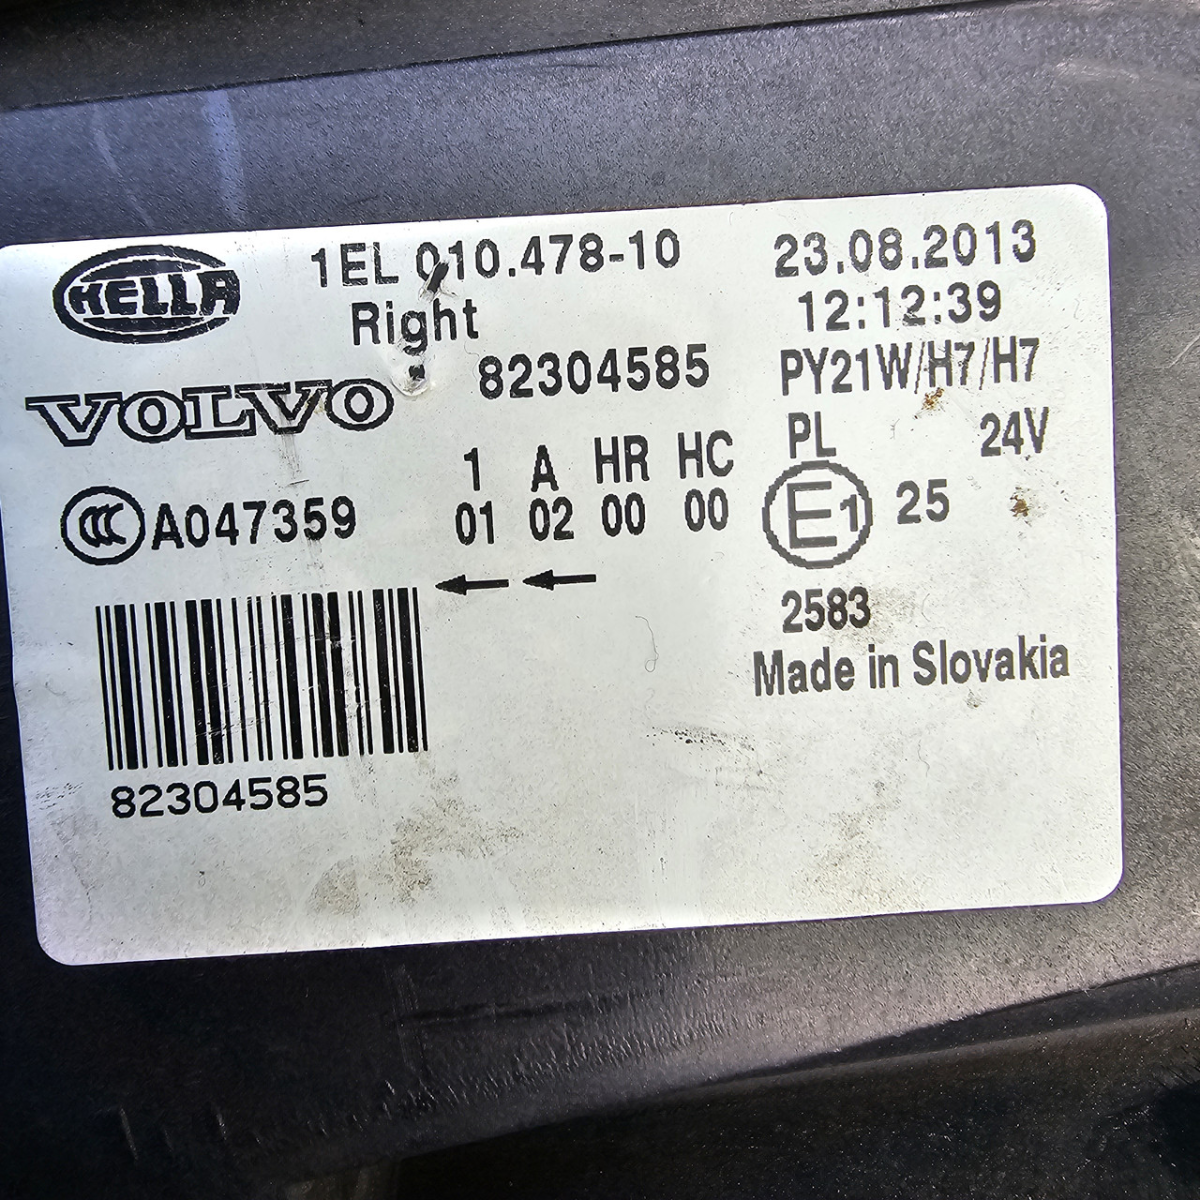 HELLA 1EL 010.478-10 23.08.2013
Right 12:12:39
VOLVO 82304585 PY21W/H7/H7
1 A HR HC PL 24V
CCC A047359 01 02 00 00 E1 25
2583
Made in Slovakia
82304585